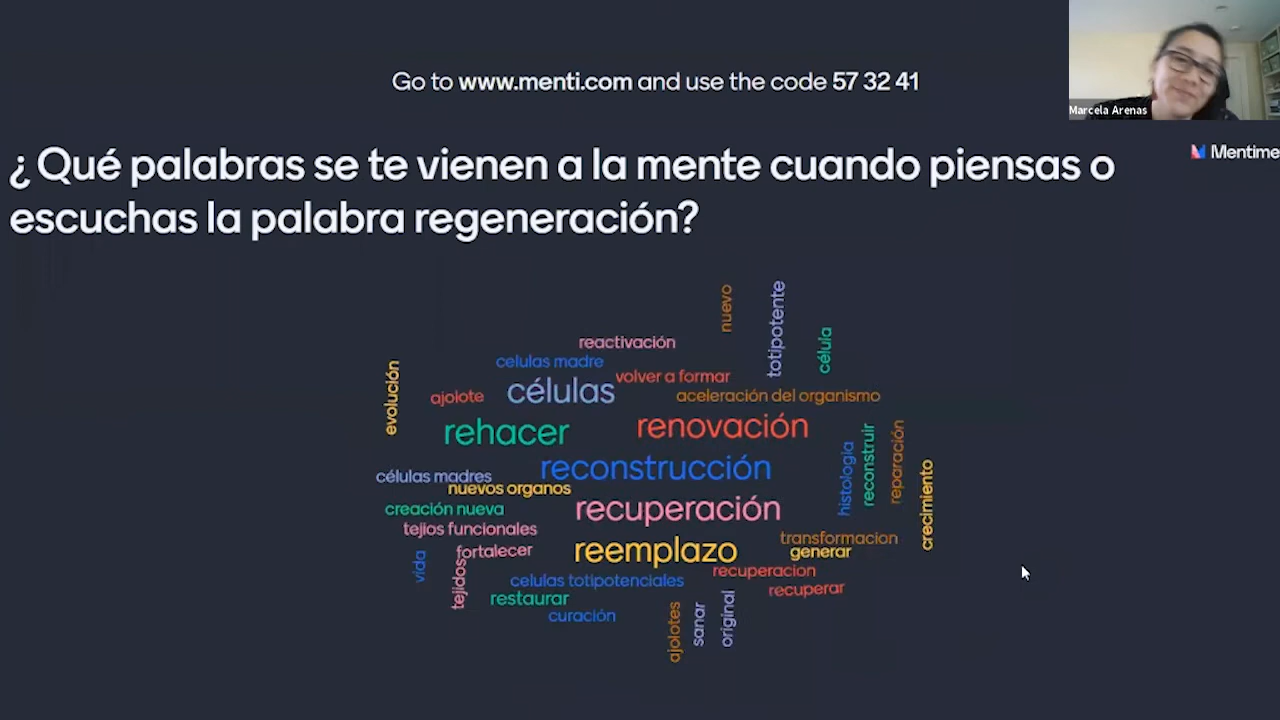 Go to www.menti.com and use the code 57 32 41
Marcela Arenas
Mentime
¿ Qué palabras se te vienen a la mente cuando piensas o
escuchas la palabra regeneración?
nuevo
totipotente
célula
reactivación
celulas madre
volver a formar
evolución
ajolote
células
aceleración del organismo
rehacer
renovación
histologia
reconstruir
reparación
crecimiento
reconstrucción
células madres
nuevos organos
creación nueva
recuperación
tejios funcionales
transformacion
generar
fortalecer
reemplazo
vida
tejidos
celulas totipotenciales
recuperacion
recuperar
restaurar
curación
ajolotes
sanar
original